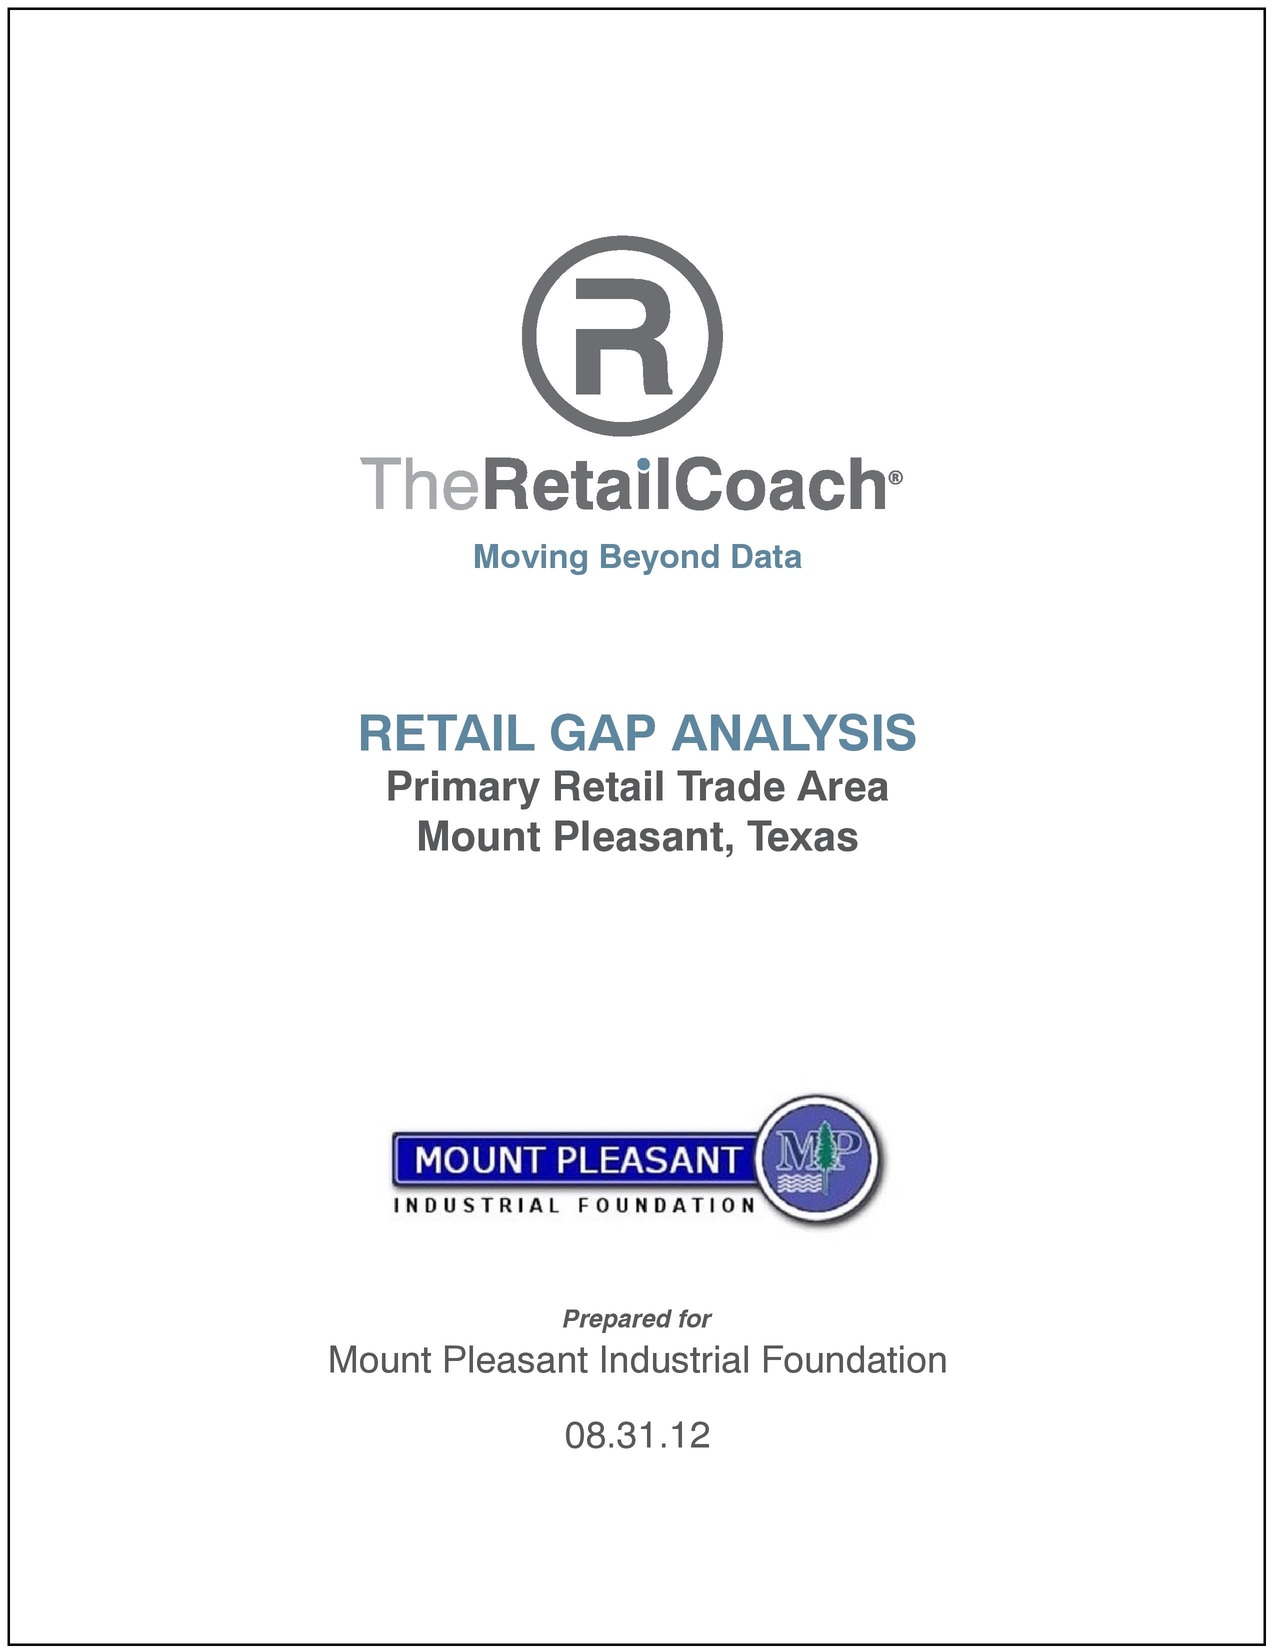 R
TheRetailCoach®
Moving Beyond Data
RETAIL GAP ANALYSIS
Primary Retail Trade Area
Mount Pleasant, Texas
MOUNT PLEASANT
MP
INDUSTRIAL FOUNDATION
Prepared for
Mount Pleasant Industrial Foundation
08.31.12